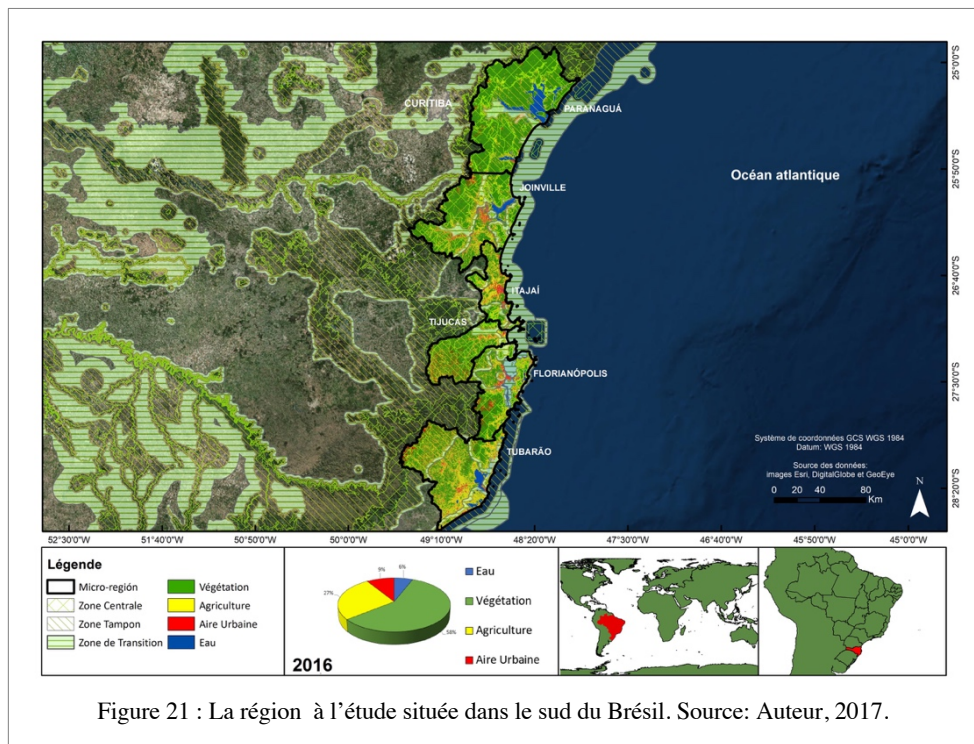 CURITIBA
PARANAGUÁ
JOINVILLE
ITAJAÍ
TIJUCAS
FLORIANÓPOLIS
TUBARÃO
Océan atlantique
25°0'0"S
25°50'0"S
26°40'0"S
27°30'0"S
28°20'0"S
Système de coordonnées GCS WGS 1984
Datum: WGS 1984
Source des données:
images Esri, DigitalGlobe et GeoEye
0 20 40 80
Km
N
52°30'0"W 51°40'0"W 50°50'0"W 50°0'0"W 49°10'0"W 48°20'0"W 47°30'0"W 46°40'0"W 45°50'0"W 45°0'0"W
Légende
Micro-región
Zone Centrale
Zone Tampon
Zone de Transition
Végétation
Agriculture
Aire Urbaine
Eau
9% 6%
27%
58%
2016
Eau
Végétation
Agriculture
Aire Urbaine
Figure 21 : La région à l'étude située dans le sud du Brésil. Source: Auteur, 2017.